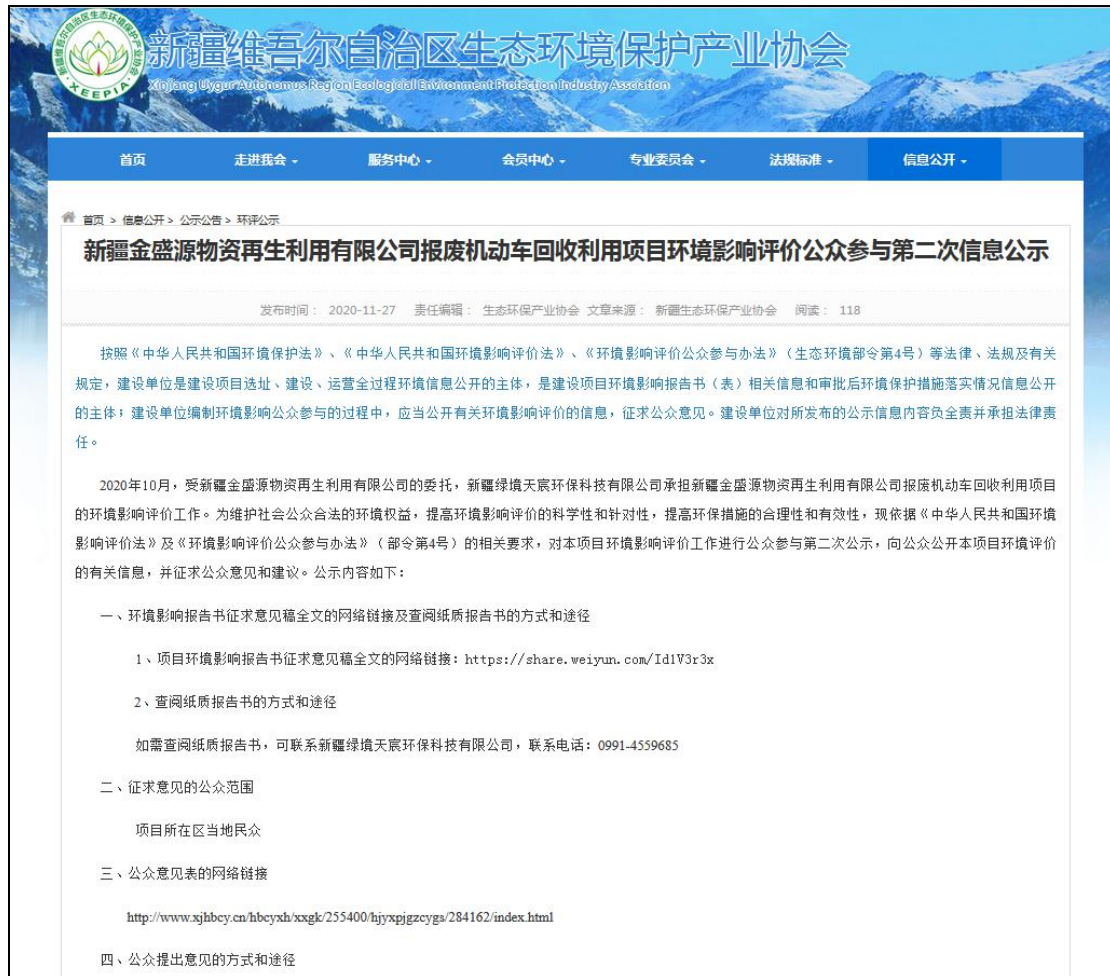 新疆维吾尔自治区生态环境保护产业协会
Xinjiang Uygur Autonomous Region Ecological Environment Protection Industry Assciation
XEEPIA
首页 走进我会 服务中心 会员中心 专业委员会 法规标准 信息公开
首页 > 信息公开 > 公示公告 > 环评公示
新疆金盛源物资再生利用有限公司报废机动车回收利用项目环境影响评价公众参与第二次信息公示
发布时间： 2020-11-27 责任编辑： 生态环保产业协会 文章来源： 新疆生态环保产业协会 阅读： 118
按照《中华人民共和国环境保护法》、《中华人民共和国环境影响评价法》、《环境影响评价公众参与办法》（生态环境部令第4号）等法律、法规及有关
规定，建设单位是建设项目选址、建设、运营全过程环境信息公开的主体，是建设项目环境影响报告书（表）相关信息和审批后环境保护措施落实情况信息公开
的主体；建设单位编制环境影响公众参与的过程中，应当公开有关环境影响评价的信息，征求公众意见。建设单位对所发布的公示信息内容负全责并承担法律责
任。
2020年10月，受新疆金盛源物资再生利用有限公司的委托，新疆绿境天宸环保科技有限公司承担新疆金盛源物资再生利用有限公司报废机动车回收利用项目
的环境影响评价工作。为维护社会公众合法的环境权益，提高环境影响评价的科学性和针对性，提高环保措施的合理性和有效性，现依据《中华人民共和国环境
影响评价法》及《环境影响评价公众参与办法》（部令第4号）的相关要求，对本项目环境影响评价工作进行公众参与第二次公示，向公众公开本项目环境评价
的有关信息，并征求公众意见和建议。公示内容如下：
一、环境影响报告书征求意见稿全文的网络链接及查阅纸质报告书的方式和途径
1、项目环境影响报告书征求意见稿全文的网络链接：https://share.weiyun.com/Id1V3r3x
2、查阅纸质报告书的方式和途径
如需查阅纸质报告书，可联系新疆绿境天宸环保科技有限公司，联系电话：0991-4559685
二、征求意见的公众范围
项目所在区当地民众
三、公众意见表的网络链接
http://www.xjhbcy.cn/hbcyxh/xxgk/255400/hjyxpjgzcygs/284162/index.html
四、公众提出意见的方式和途径